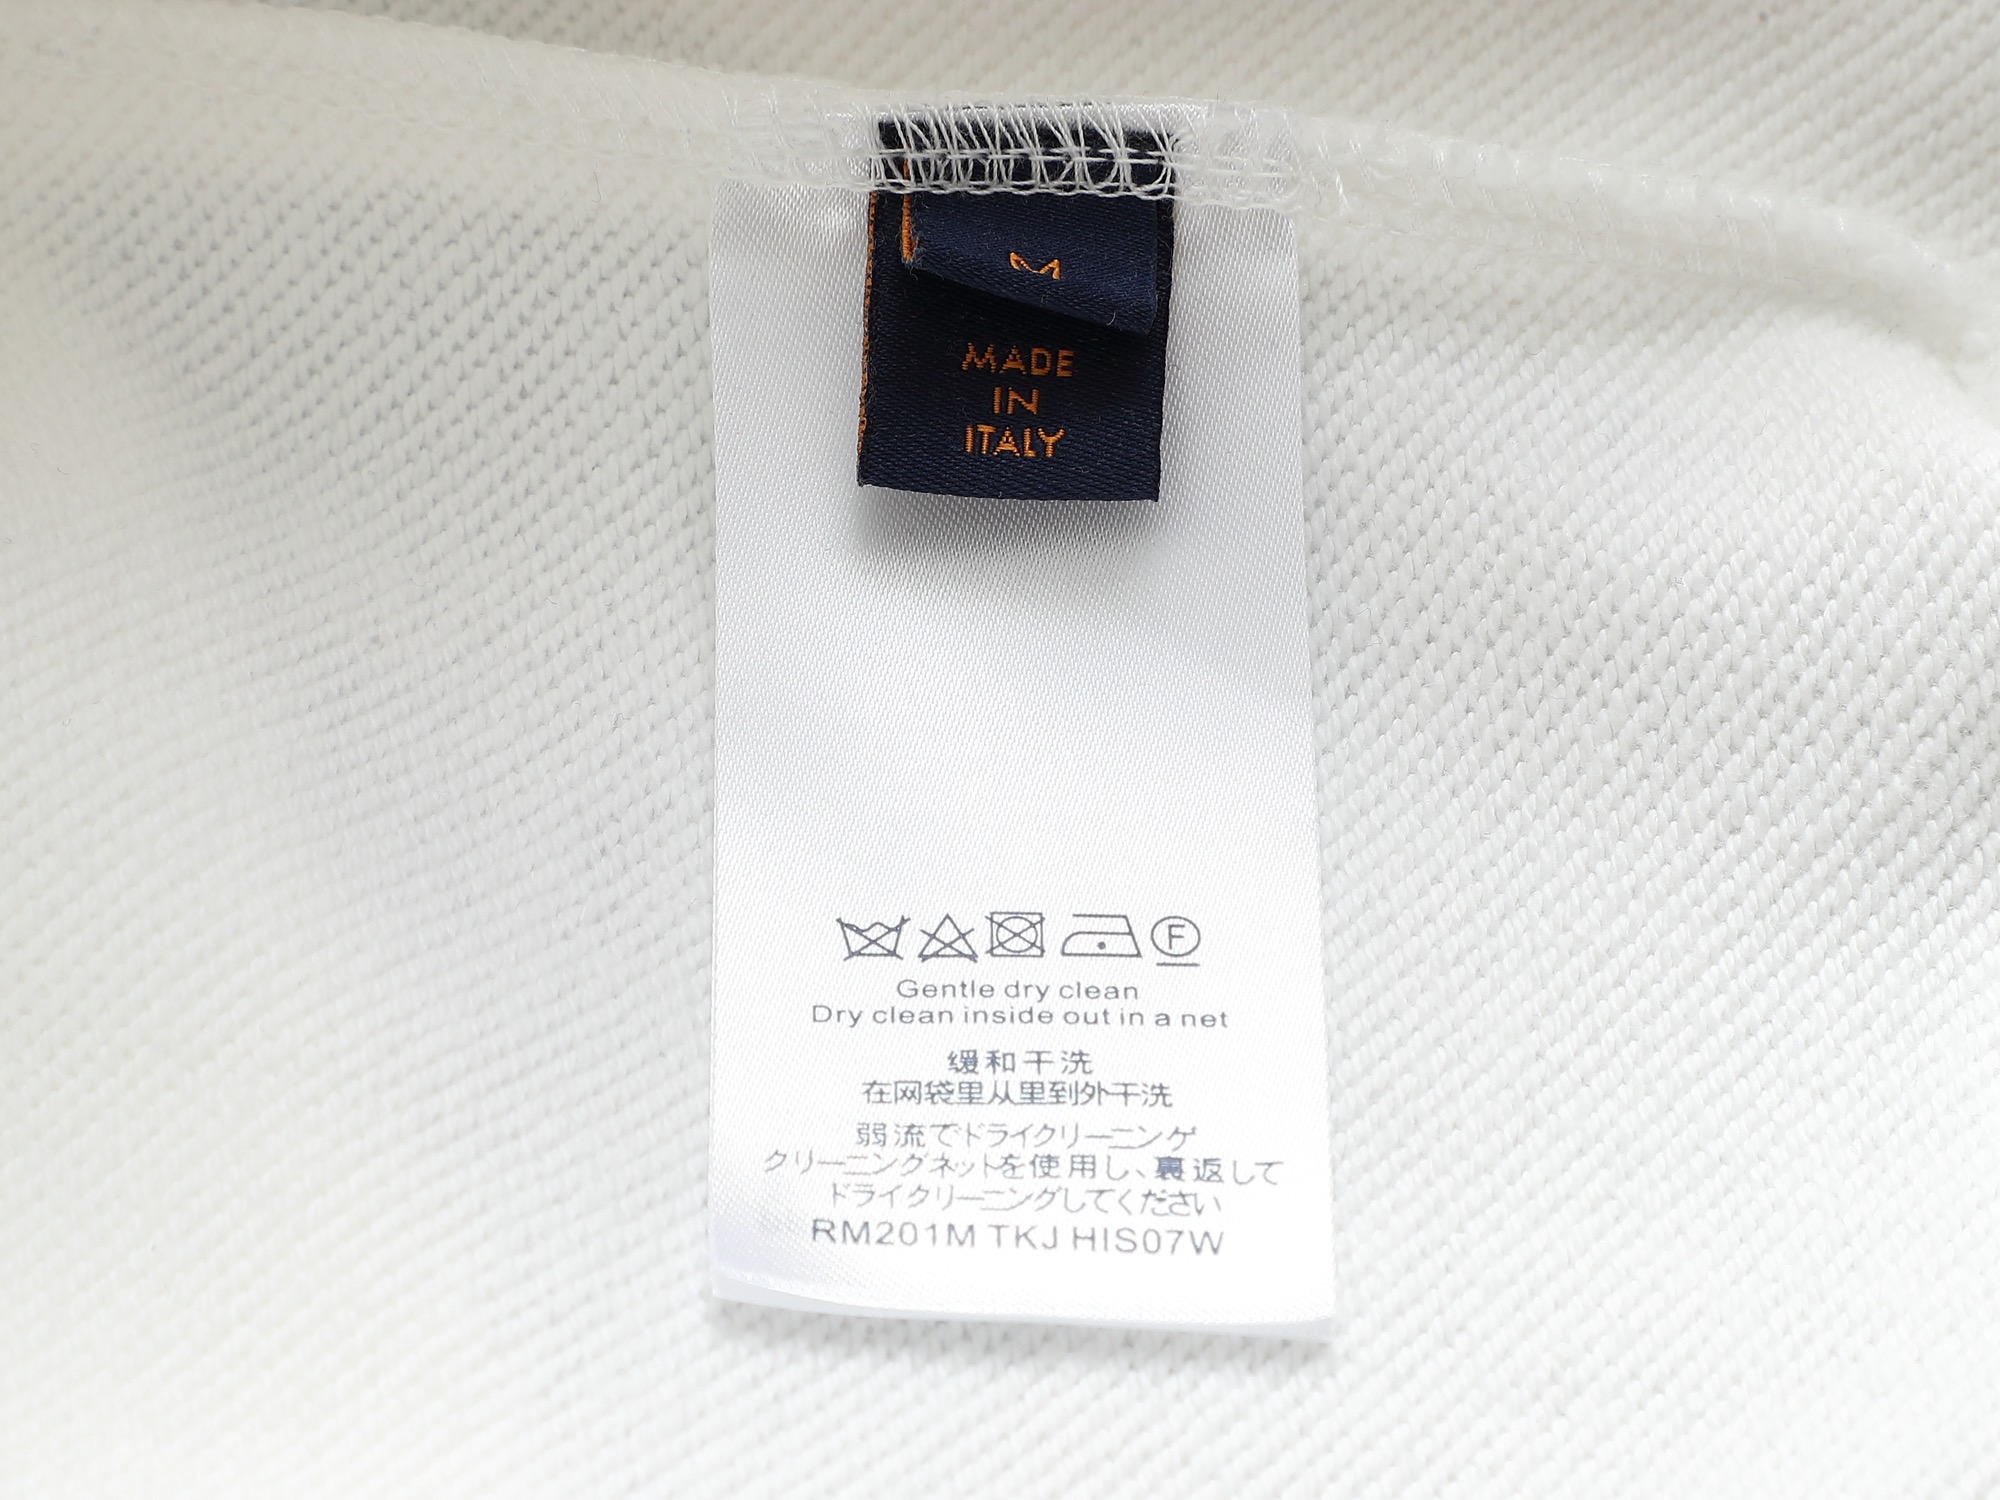 M
MADE
IN
ITALY
F
Gentle dry clean
Dry clean inside out in a net
缓和干洗
在网袋里从里到外干洗
弱流でドライクリーニング
クリーニングネットを使用し、裏返して
ドライクリーニングしてください
RM201M TKJ HIS07W